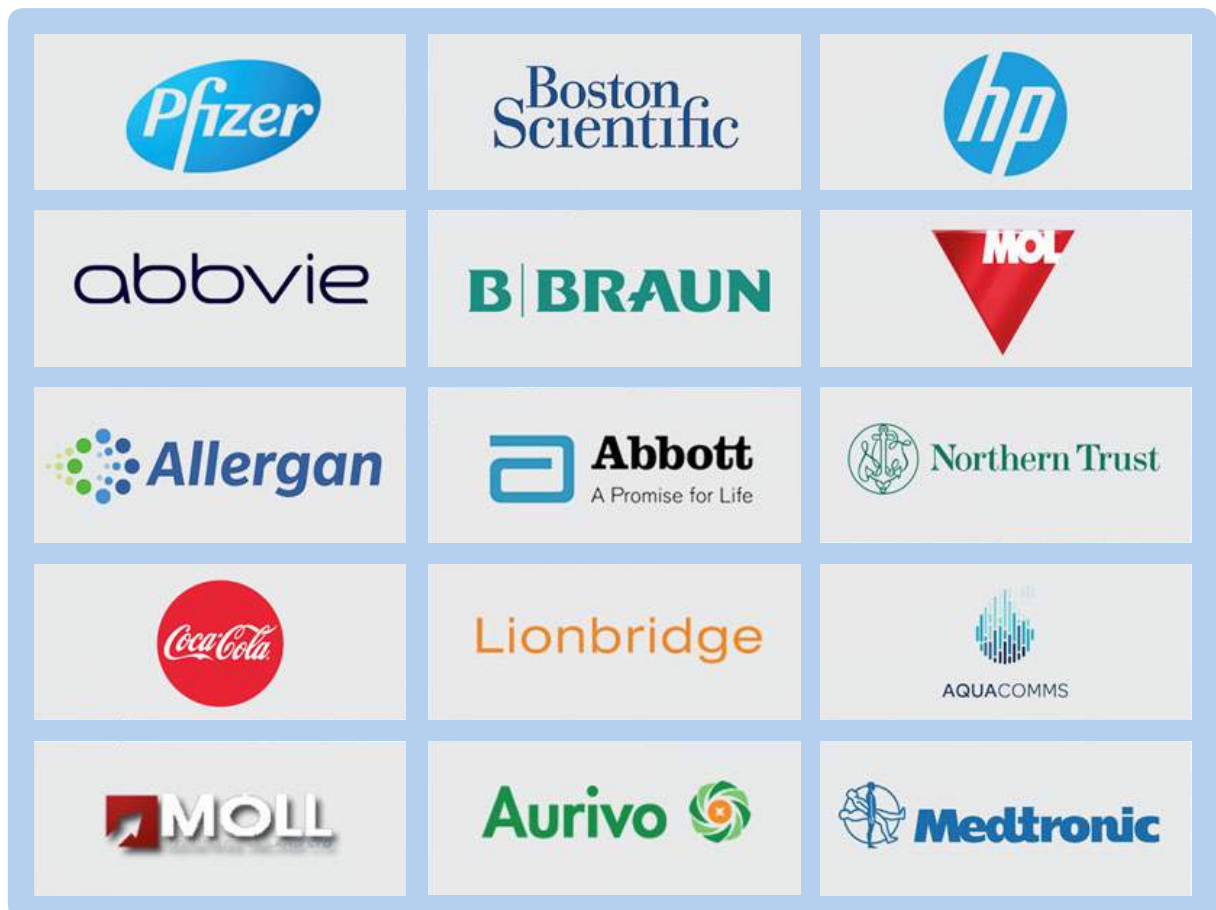 Pfizer
Boston
Scientific
hp
abbvie
B|BRAUN
MOL
Allergan
Abbott
A Promise for Life
Northern Trust
Coca-Cola
Lionbridge
AQUACOMMS
MOLL
Aurivo
Medtronic